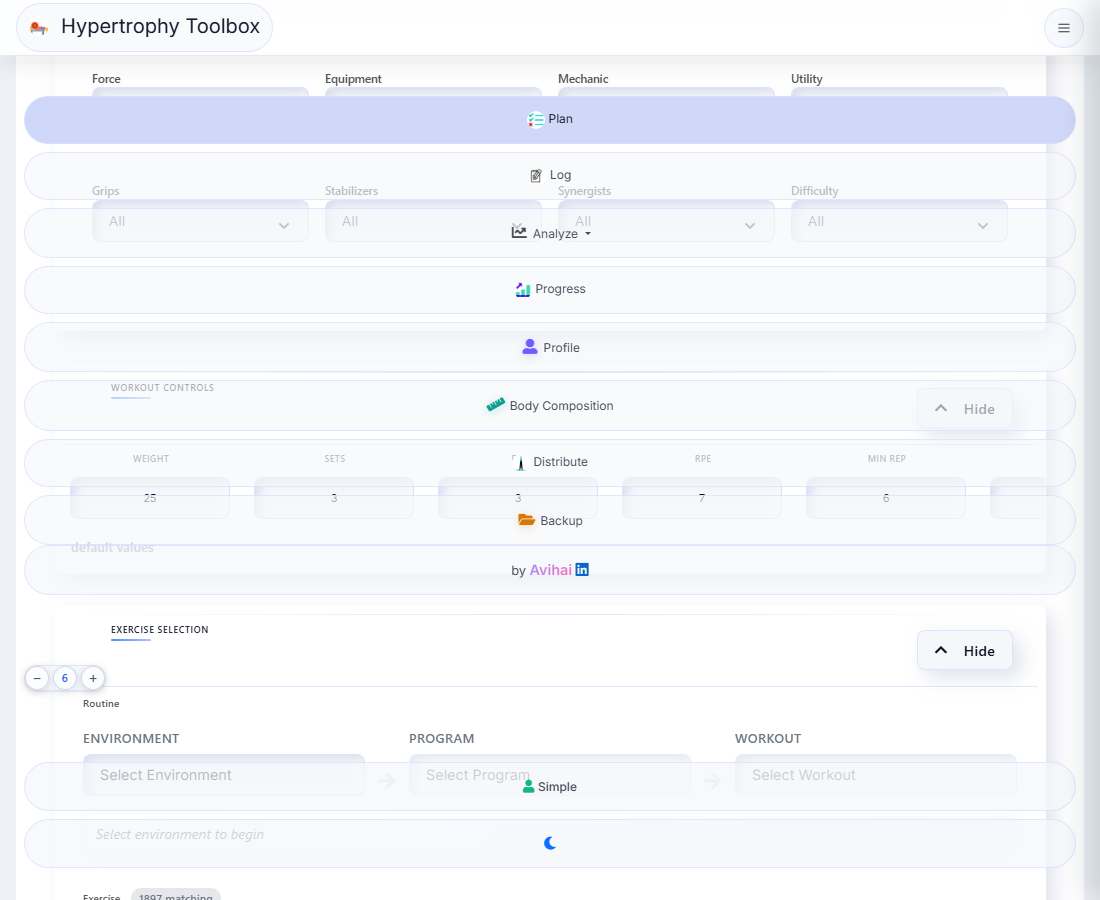 Hypertrophy Toolbox
Force Equipment Mechanic Utility
Plan
Log
Grips Stabilizers Synergists Difficulty
All All All All
Analyze
Progress
Profile
WORKOUT CONTROLS
Body Composition
Hide
WEIGHT SETS RPE MIN REP
Distribute
25 3 3 7 6
Backup
default values
by Avihai
EXERCISE SELECTION
Hide
− 6 +
Routine
ENVIRONMENT PROGRAM WORKOUT
Select Environment Select Program Select Workout
Simple
Select environment to begin
Exercise 1897 matching